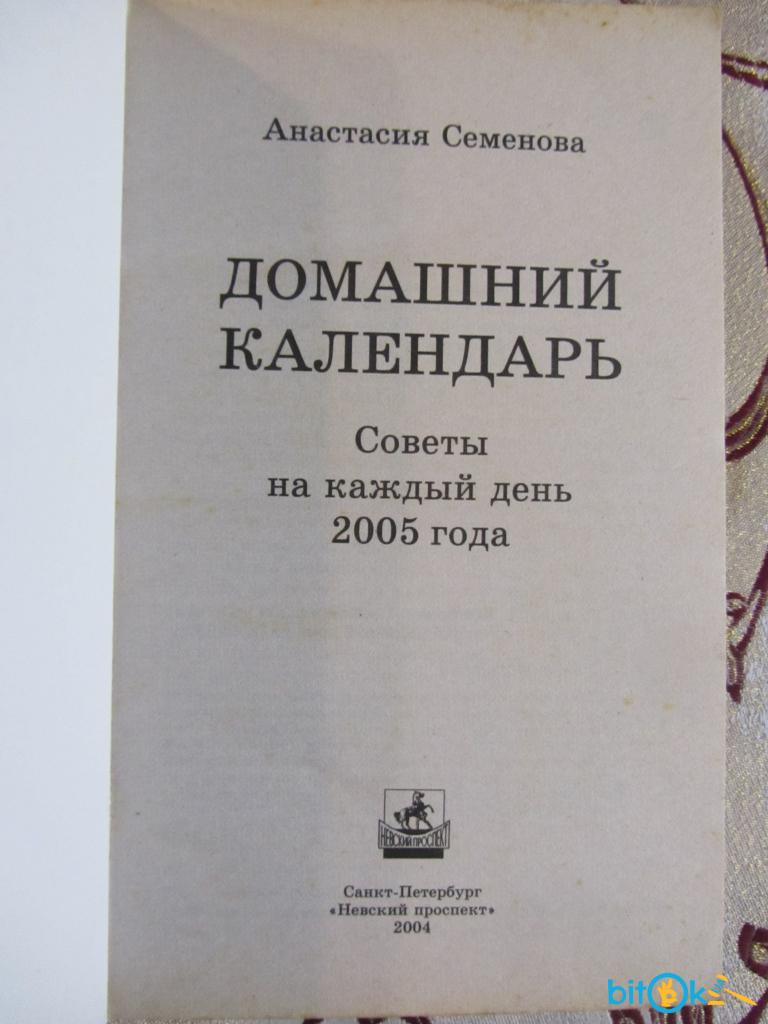 Анастасия Семенова
ДОМАШНИЙ
КАЛЕНДАРЬ
Советы
на каждый день
2005 года
НЕВСКИЙ ПРОСПЕКТ
Санкт-Петербург
«Невский проспект»
2004
bitOk